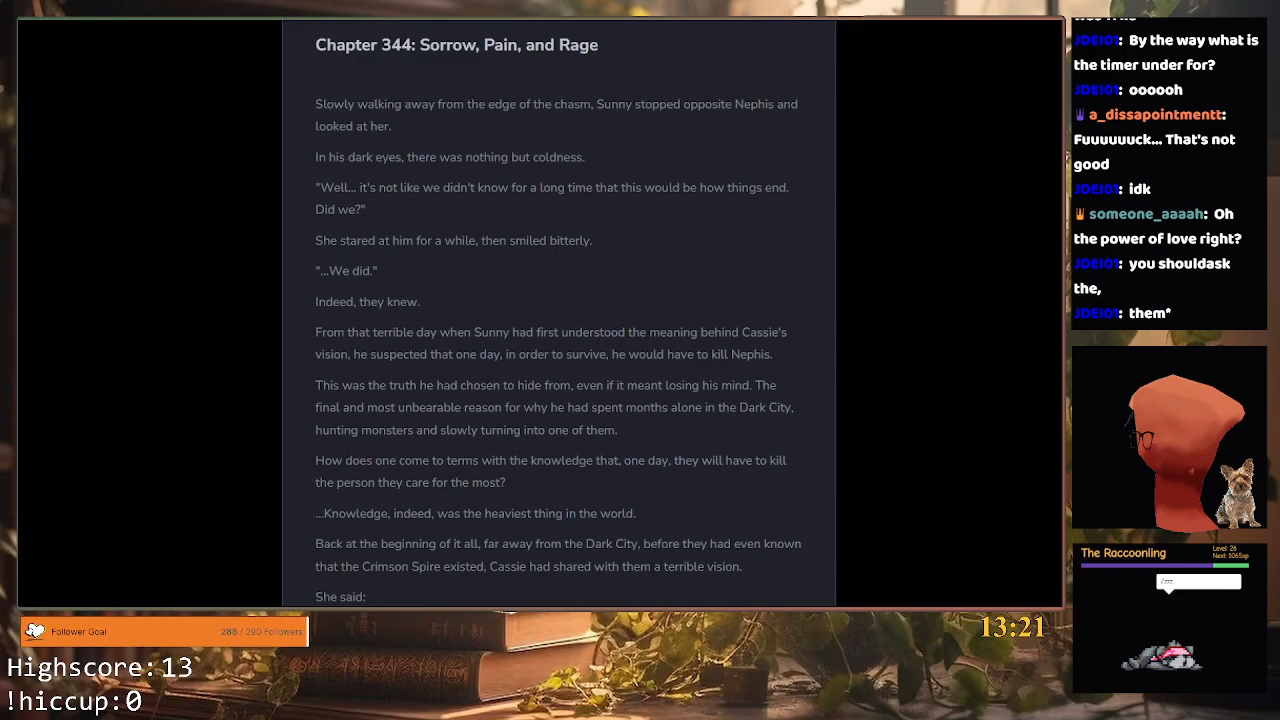 Chapter 344: Sorrow, Pain, and Rage
Slowly walking away from the edge of the chasm, Sunny stopped opposite Nephis and
looked at her.
In his dark eyes, there was nothing but coldness.
"Well... it's not like we didn't know for a long time that this would be how things end.
Did we?"
She stared at him for a while, then smiled bitterly.
"...We did."
Indeed, they knew.
From that terrible day when Sunny had first understood the meaning behind Cassie's
vision, he suspected that one day, in order to survive, he would have to kill Nephis.
This was the truth he had chosen to hide from, even if it meant losing his mind. The
final and most unbearable reason for why he had spent months alone in the Dark City,
hunting monsters and slowly turning into one of them.
How does one come to terms with the knowledge that, one day, they will have to kill
the person they care for the most?
...Knowledge, indeed, was the heaviest thing in the world.
Back at the beginning of it all, far away from the Dark City, before they had even known
that the Crimson Spire existed, Cassie had shared with them a terrible vision.
She said:
JDEI01: By the way what is
the timer under for?
JDEI01: oooooh
a_dissapointmentt:
Fuuuuuuck... That's not
good
JDEI01: idk
someone_aaaah: Oh
the power of love right?
JDEI01: you shouldask
the,
JDEI01: them*
The Raccoonling
Level: 26
Next: 1065xp
Zzzz
Follower Goal
288 / 290 Followers
13:21
Highscore:13
!hiccup:0